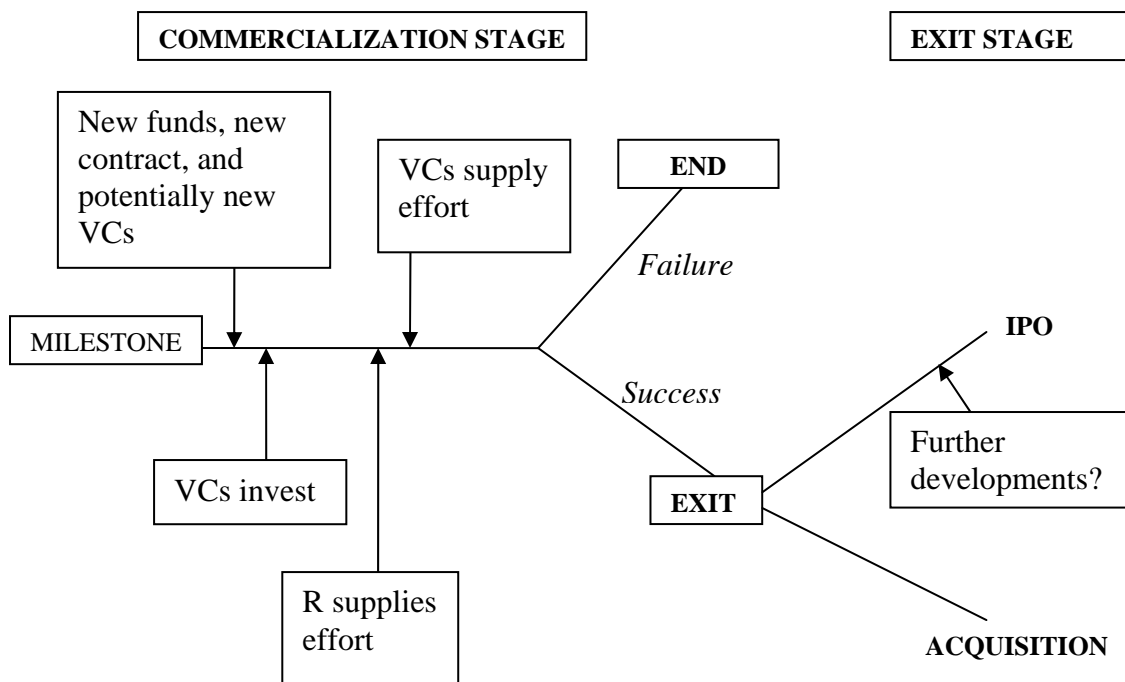 COMMERCIALIZATION STAGE
EXIT STAGE
New funds, new
contract, and
potentially new
VCs
VCs supply
effort
END
Failure
MILESTONE
IPO
Success
Further
developments?
VCs invest
EXIT
R supplies
effort
ACQUISITION